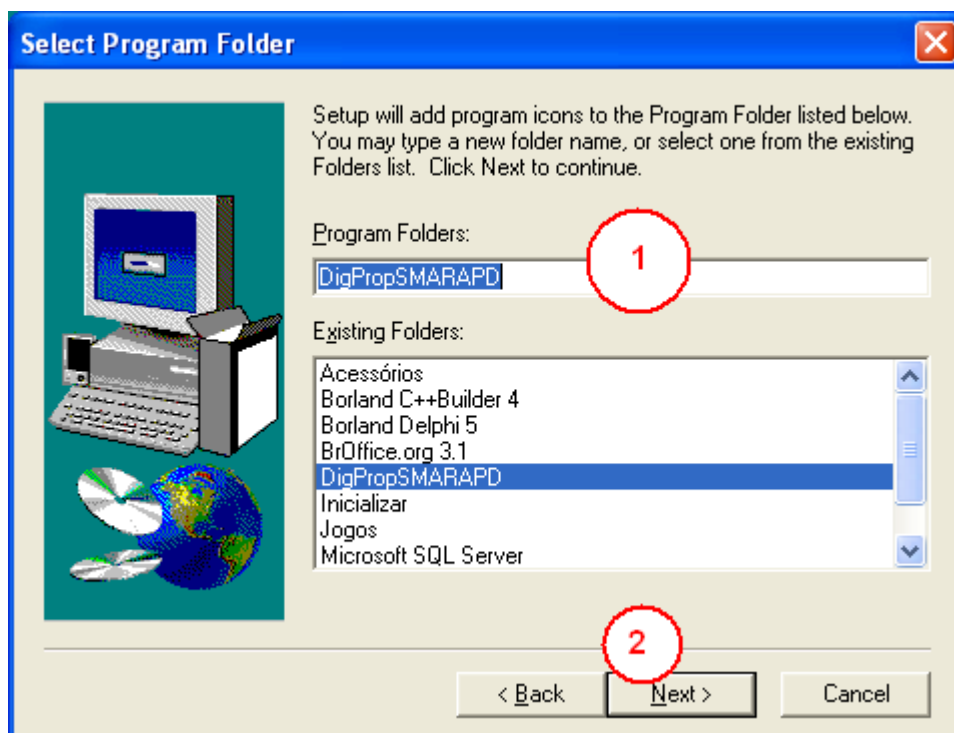 Select Program Folder
Setup will add program icons to the Program Folder listed below.
You may type a new folder name, or select one from the existing
Folders list.  Click Next to continue.
Program Folders:
1
DigPropSMARAPD
Existing Folders:
Acessórios
Borland C++Builder 4
Borland Delphi 5
BrOffice.org 3.1
DigPropSMARAPD
Inicializar
Jogos
Microsoft SQL Server
2
< Back
Next >
Cancel